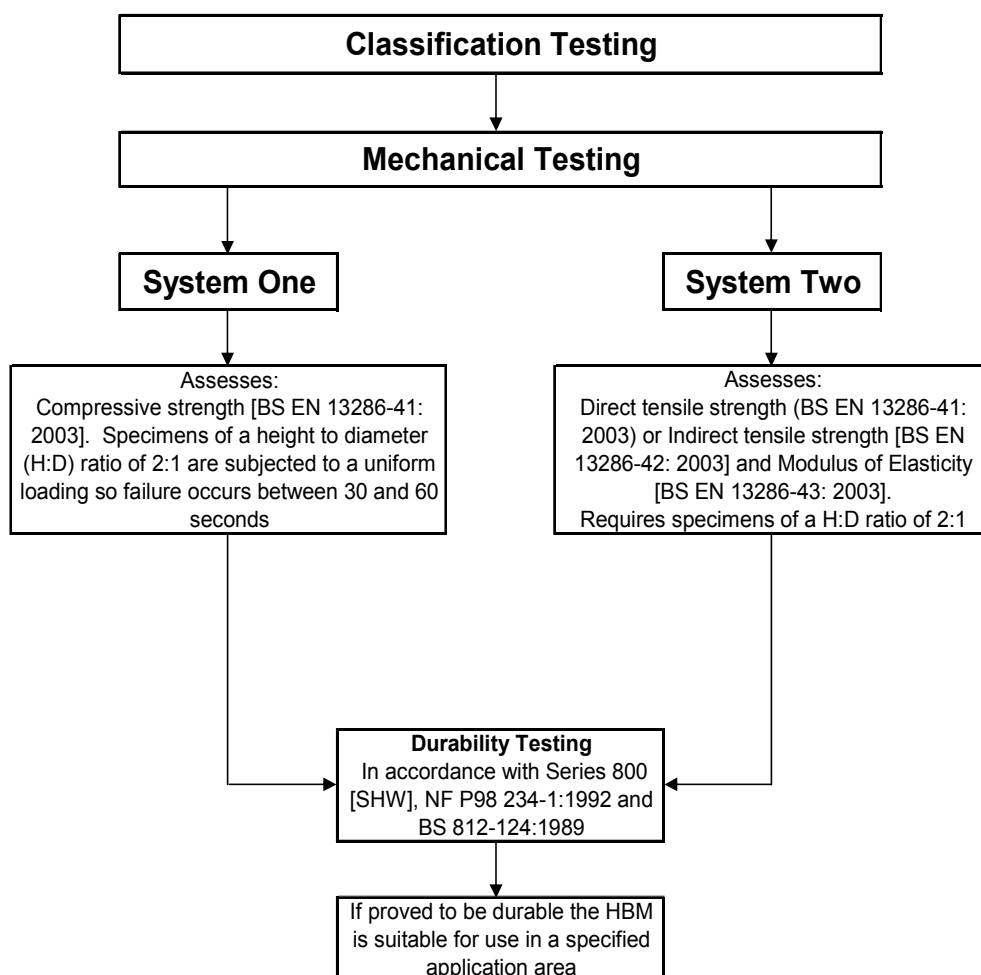 Classification Testing
Mechanical Testing
System One
System Two
Assesses:
Compressive strength [BS EN 13286-41:
2003]. Specimens of a height to diameter
(H:D) ratio of 2:1 are subjected to a uniform
loading so failure occurs between 30 and 60
seconds
Assesses:
Direct tensile strength (BS EN 13286-41:
2003) or Indirect tensile strength [BS EN
13286-42: 2003] and Modulus of Elasticity
[BS EN 13286-43: 2003].
Requires specimens of a H:D ratio of 2:1
Durability Testing
In accordance with Series 800
[SHW], NF P98 234-1:1992 and
BS 812-124:1989
If proved to be durable the HBM
is suitable for use in a specified
application area